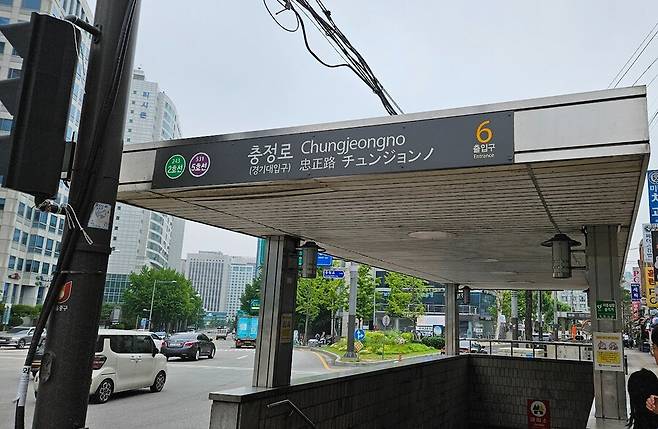 243
2호선
531
5호선
충정로 Chungjeongno
(경기대입구) 忠正路 チュンジョンノ
6
출입구
Entrance